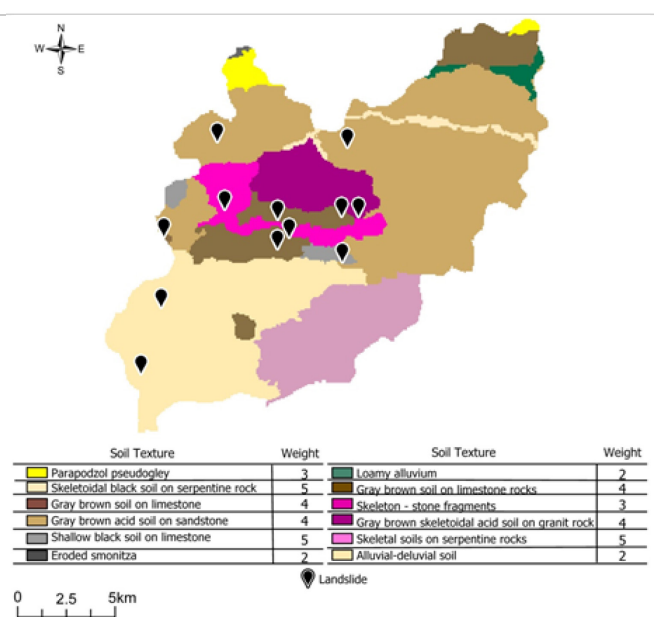 N
W E
S
Soil Texture Weight Soil Texture Weight
Parapodzol pseudogley 3 Loamy alluvium 2
Skeletoidal black soil on serpentine rock 5 Gray brown soil on limestone rocks 4
Gray brown soil on limestone 4 Skeleton - stone fragments 3
Gray brown acid soil on sandstone 4 Gray brown skeletoidal acid soil on granit rock 4
Shallow black soil on limestone 5 Skeletal soils on serpentine rocks 5
Eroded smonitza 2 Alluvial-deluvial soil 2
Landslide
0 2.5 5km